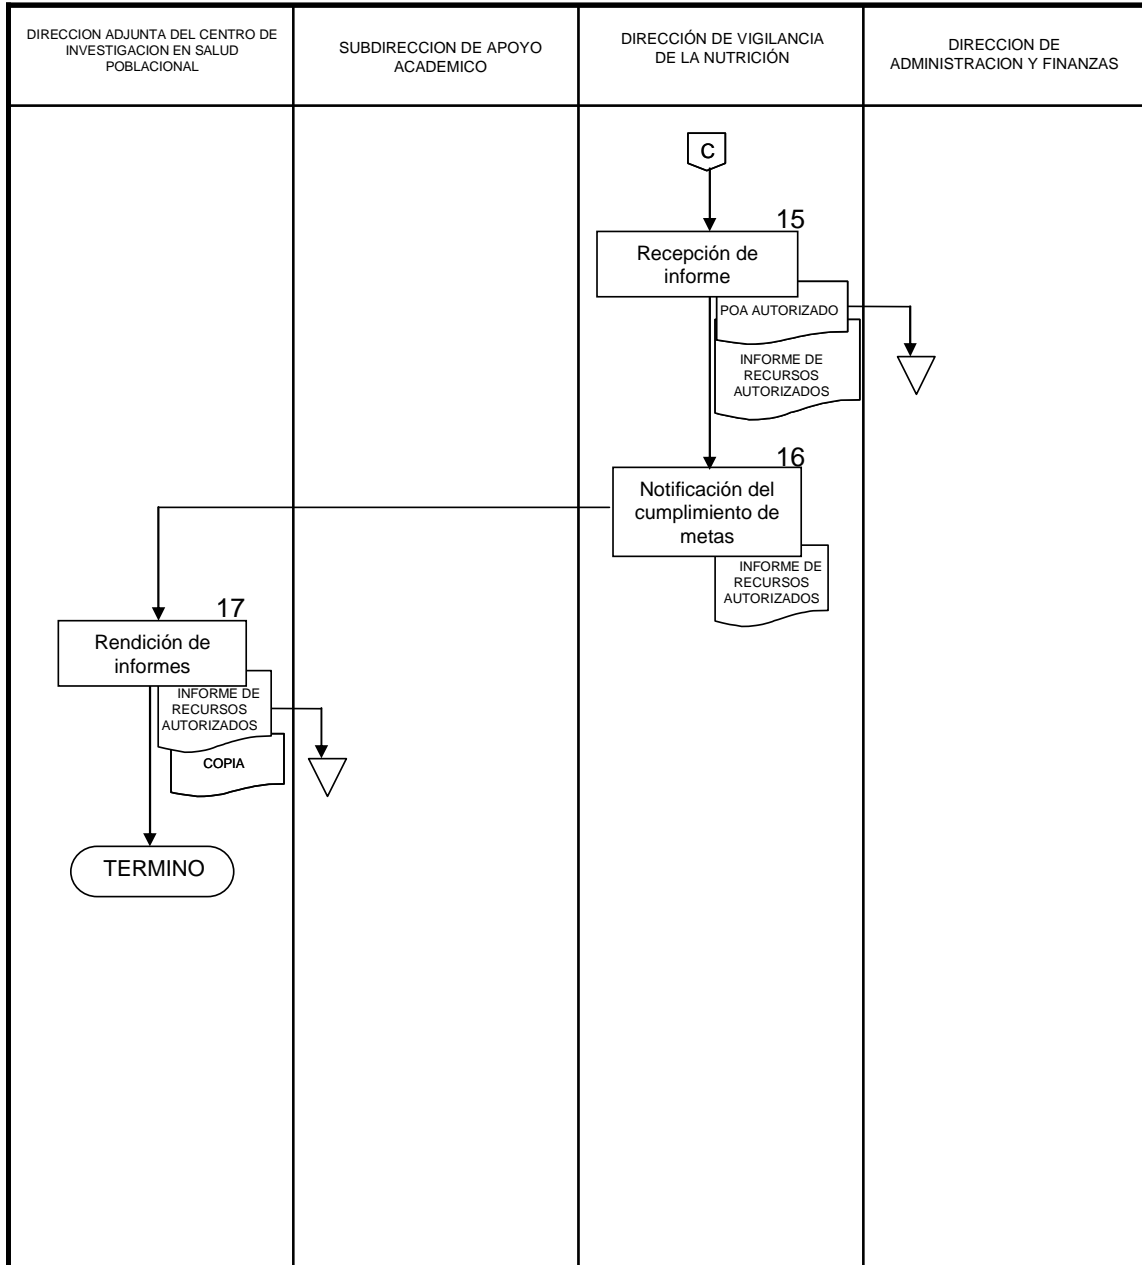 DIRECCION ADJUNTA DEL CENTRO DE
INVESTIGACION EN SALUD
POBLACIONAL
SUBDIRECCION DE APOYO
ACADEMICO
DIRECCIÓN DE VIGILANCIA
DE LA NUTRICIÓN
DIRECCION DE
ADMINISTRACION Y FINANZAS
C
15
Recepción de
informe
POA AUTORIZADO
INFORME DE
RECURSOS
AUTORIZADOS
16
Notificación del
cumplimiento de
metas
INFORME DE
RECURSOS
AUTORIZADOS
17
Rendición de
informes
INFORME DE
RECURSOS
AUTORIZADOS
COPIA
TERMINO